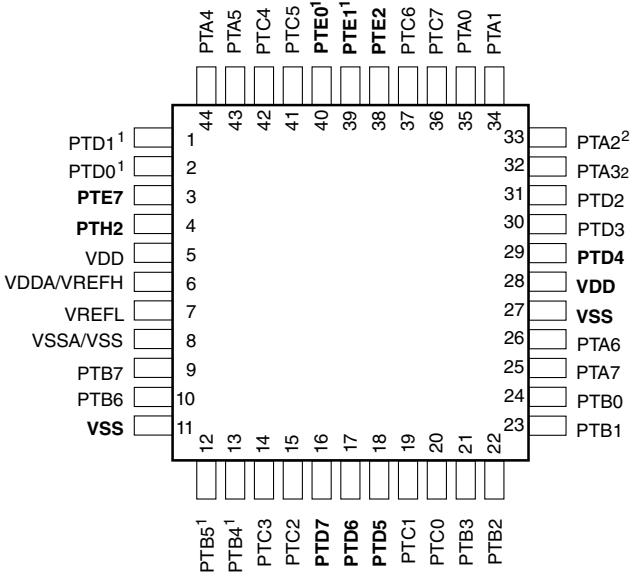 PTA4 PTA5 PTC4 PTC5 PTE0¹ PTE1¹ PTE2 PTC6 PTC7 PTA0 PTA1
44 43 42 41 40 39 38 37 36 35 34
PTD1¹ 1
PTD0¹ 2
PTE7 3
PTH2 4
VDD 5
VDDA/VREFH 6
VREFL 7
VSSA/VSS 8
PTB7 9
PTB6 10
VSS 11
33 PTA2²
32 PTA32
31 PTD2
30 PTD3
29 PTD4
28 VDD
27 VSS
26 PTA6
25 PTA7
24 PTB0
23 PTB1
12 13 14 15 16 17 18 19 20 21 22
PTB5¹ PTB4¹ PTC3 PTC2 PTD7 PTD6 PTD5 PTC1 PTC0 PTB3 PTB2